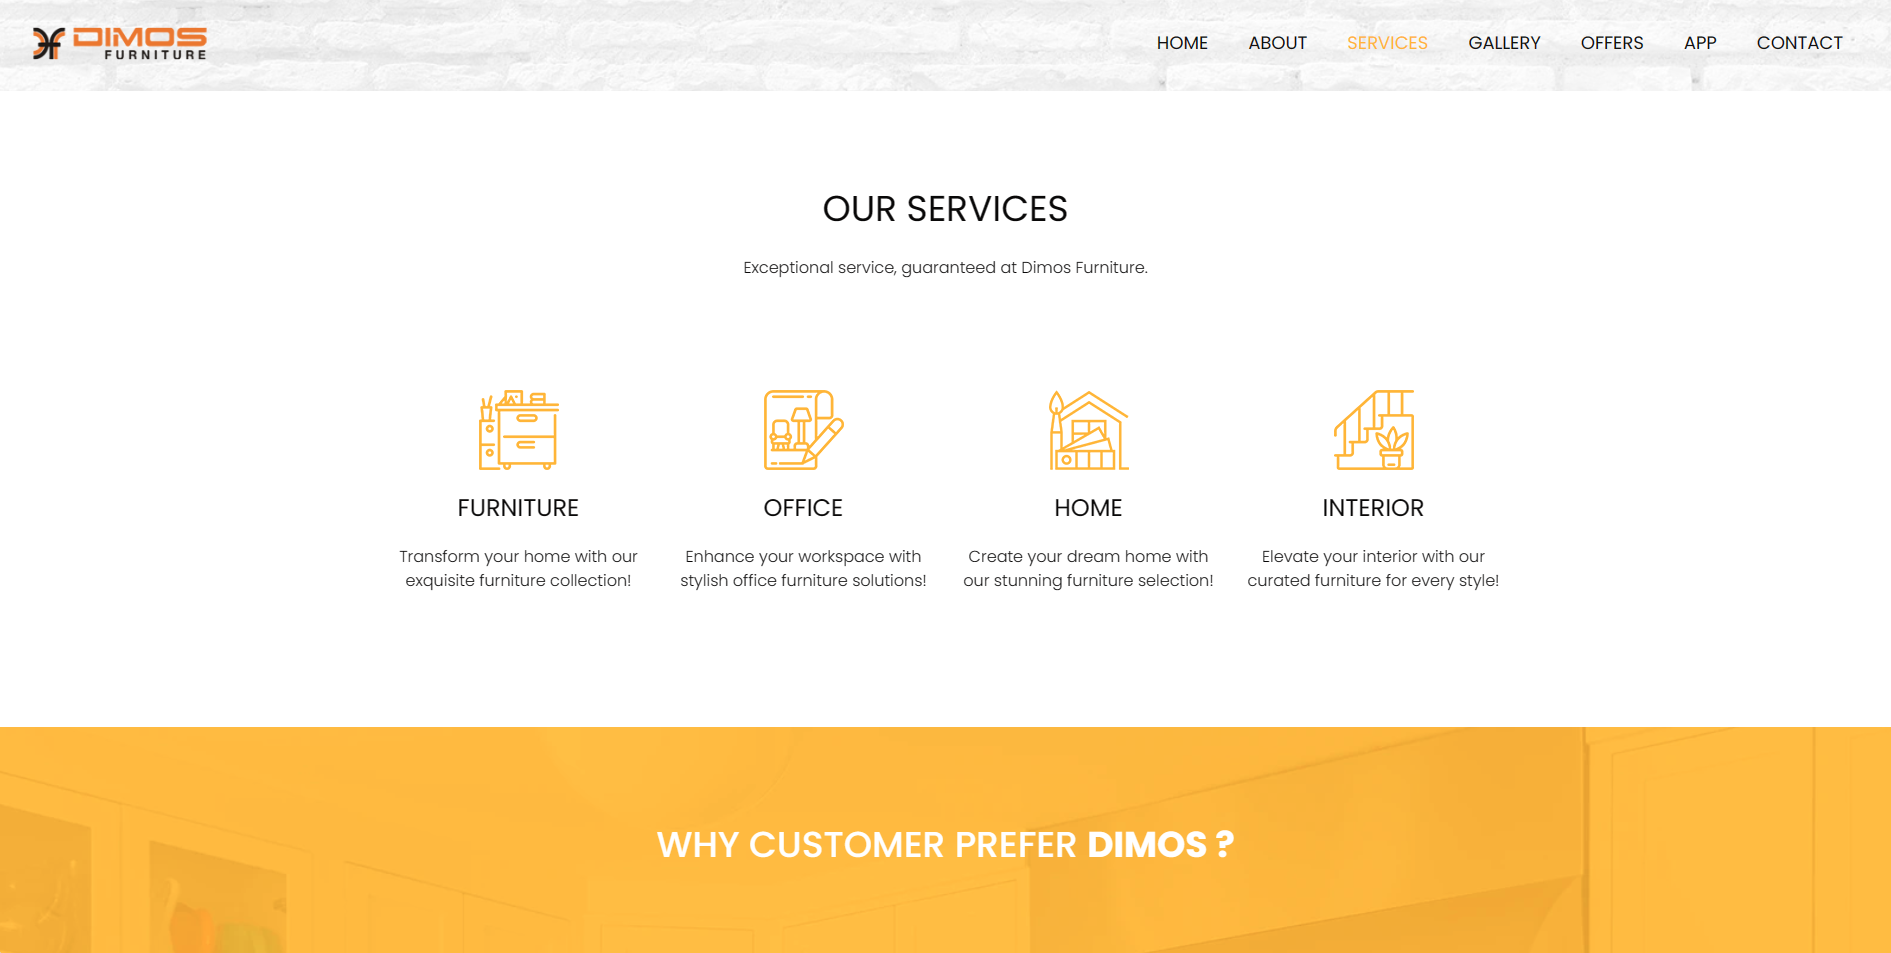 DIMOS
FURNITURE
HOME ABOUT SERVICES GALLERY OFFERS APP CONTACT
OUR SERVICES
Exceptional service, guaranteed at Dimos Furniture.
FURNITURE
Transform your home with our
exquisite furniture collection!
OFFICE
Enhance your workspace with
stylish office furniture solutions!
HOME
Create your dream home with
our stunning furniture selection!
INTERIOR
Elevate your interior with our
curated furniture for every style!
WHY CUSTOMER PREFER DIMOS ?